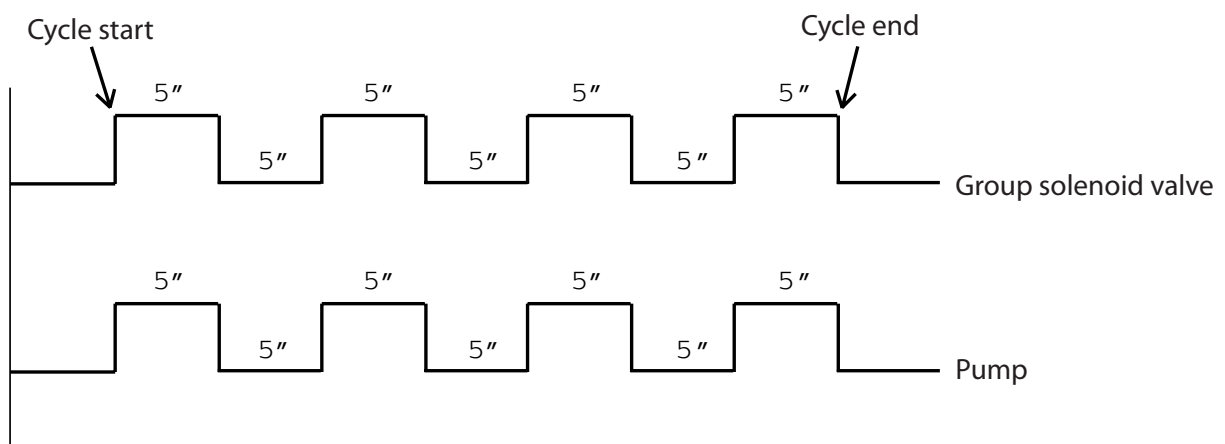 Cycle start
Cycle end
5″ 5″ 5″ 5″
5″ 5″ 5″
Group solenoid valve
5″ 5″ 5″ 5″
5″ 5″ 5″
Pump